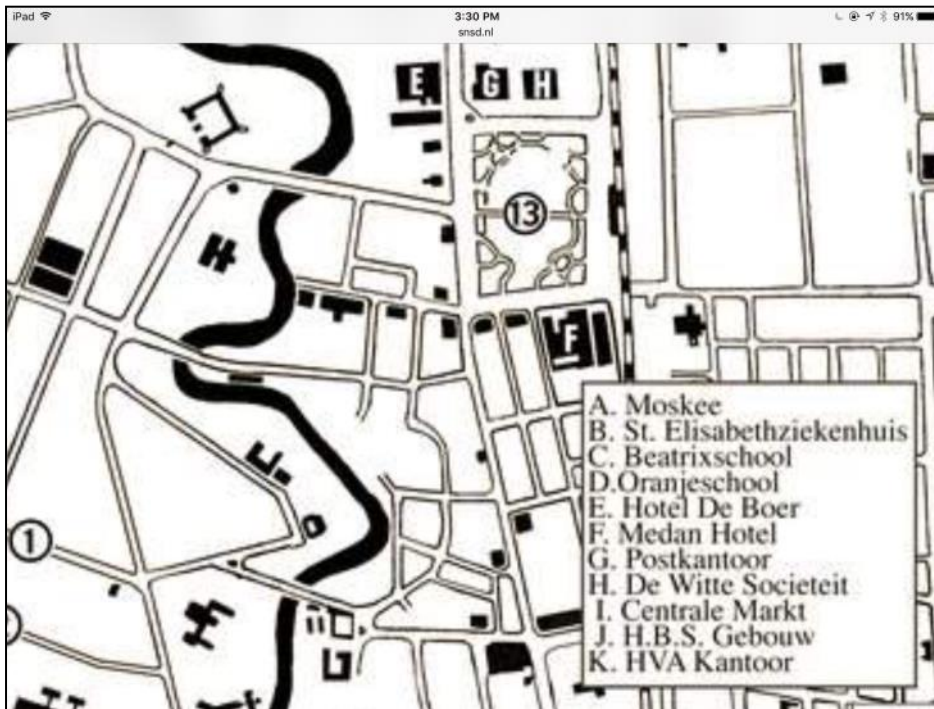 iPad 3:30 PM 91%
snsd.nl
E G H
13
F
A. Moskee
B. St. Elisabethziekenhuis
C. Beatrixschool
D.Oranjeschool
E. Hotel De Boer
F. Medan Hotel
G. Postkantoor
H. De Witte Societeit
I. Centrale Markt
J. H.B.S. Gebouw
K. HVA Kantoor
1